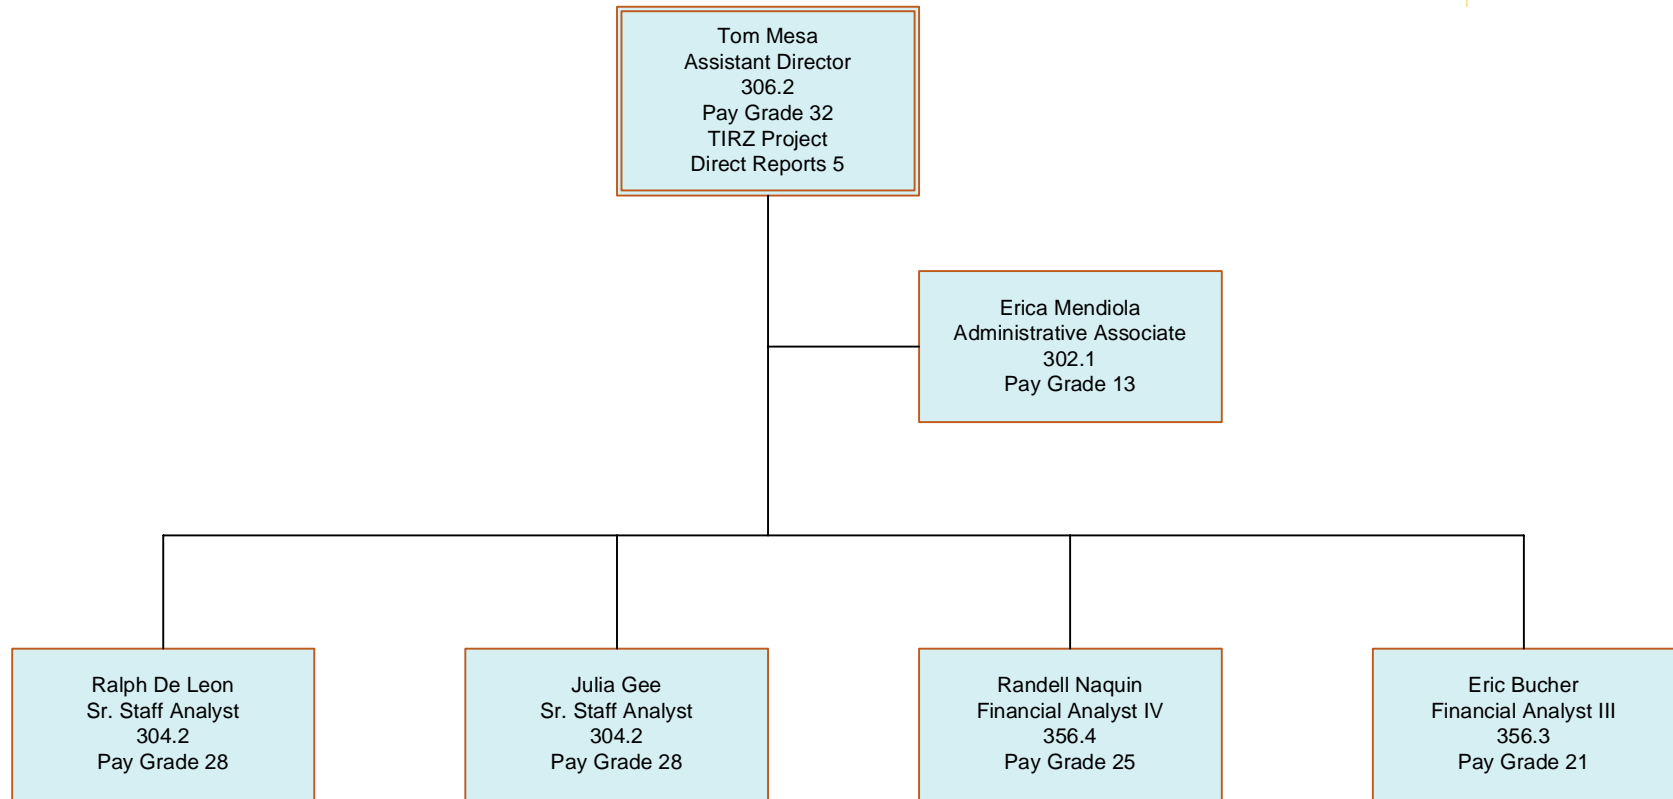 Tom Mesa
Assistant Director
306.2
Pay Grade 32
TIRZ Project
Direct Reports 5
Erica Mendiola
Administrative Associate
302.1
Pay Grade 13
Ralph De Leon
Sr. Staff Analyst
304.2
Pay Grade 28
Julia Gee
Sr. Staff Analyst
304.2
Pay Grade 28
Randell Naquin
Financial Analyst IV
356.4
Pay Grade 25
Eric Bucher
Financial Analyst III
356.3
Pay Grade 21